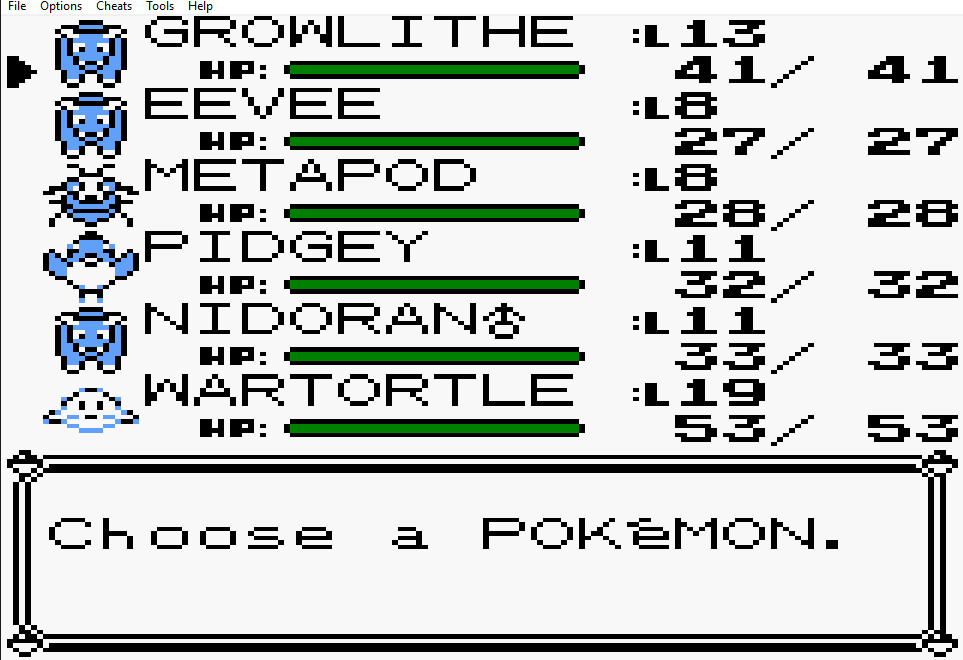 File Options Cheats Tools Help
GROWLITHE :L13
HP: 41/ 41
EEVEE :L8
HP: 27/ 27
METAPOD :L8
HP: 28/ 28
PIDGEY :L11
HP: 32/ 32
NIDORAN♂ :L11
HP: 33/ 33
WARTORTLE :L19
HP: 53/ 53
Choose a POKéMON.